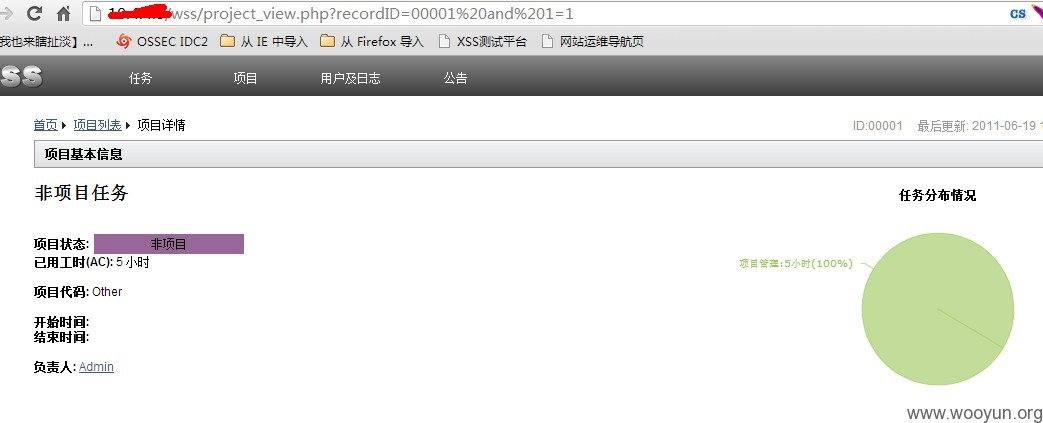 /wss/project_view.php?recordID=00001%20and%201=1
我也来瞎扯淡】... OSSEC IDC2 从 IE 中导入 从 Firefox 导入 XSS测试平台 网站运维导航页
SS 任务 项目 用户及日志 公告
首页 项目列表 项目详情 ID:00001 最后更新: 2011-06-19
项目基本信息
非项目任务 任务分布情况
项目状态: 非项目
已用工时(AC): 5 小时
项目管理:5小时(100%)
项目代码: Other
开始时间:
结束时间:
负责人: Admin
www.wooyun.org